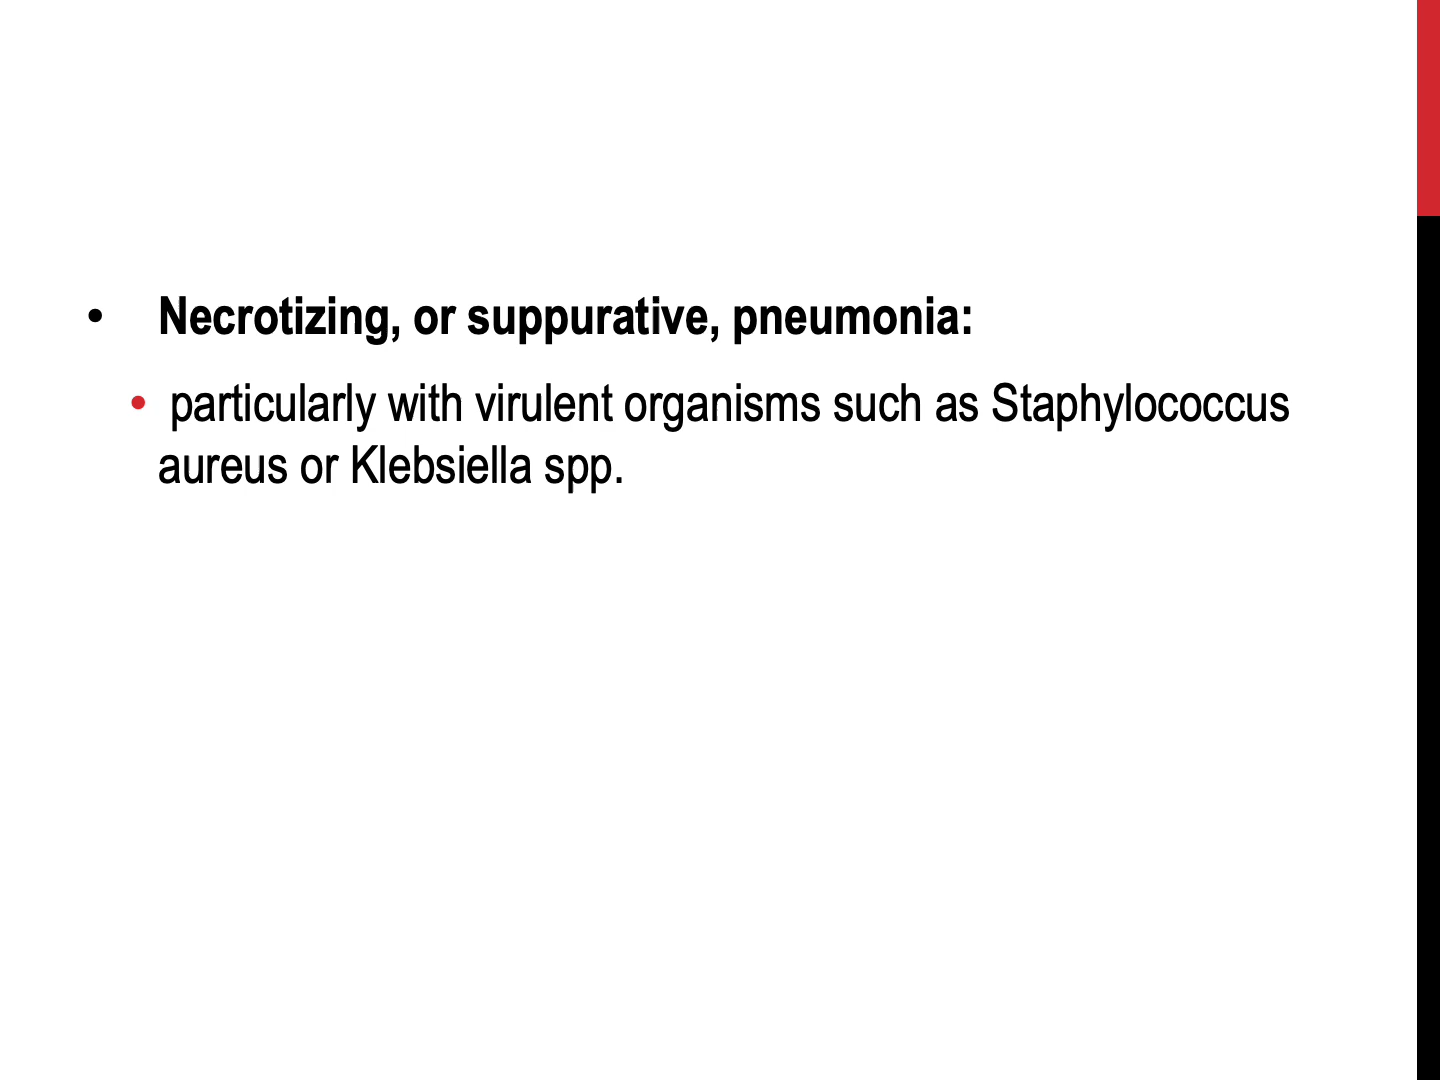 • Necrotizing, or suppurative, pneumonia:
• particularly with virulent organisms such as Staphylococcus
aureus or Klebsiella spp.